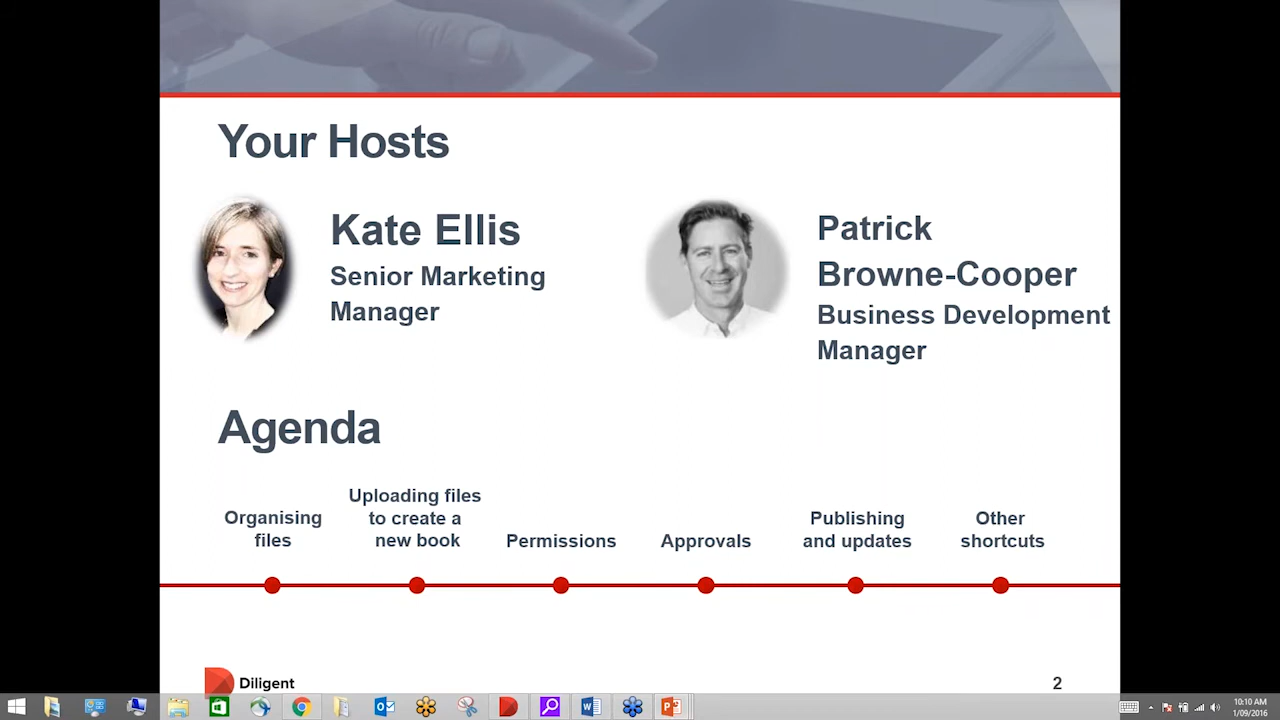 Your Hosts
Kate Ellis
Senior Marketing
Manager
Patrick
Browne-Cooper
Business Development
Manager
Agenda
Organising
files
Uploading files
to create a
new book
Permissions
Approvals
Publishing
and updates
Other
shortcuts
Diligent
2
10:10 AM
1/09/2016